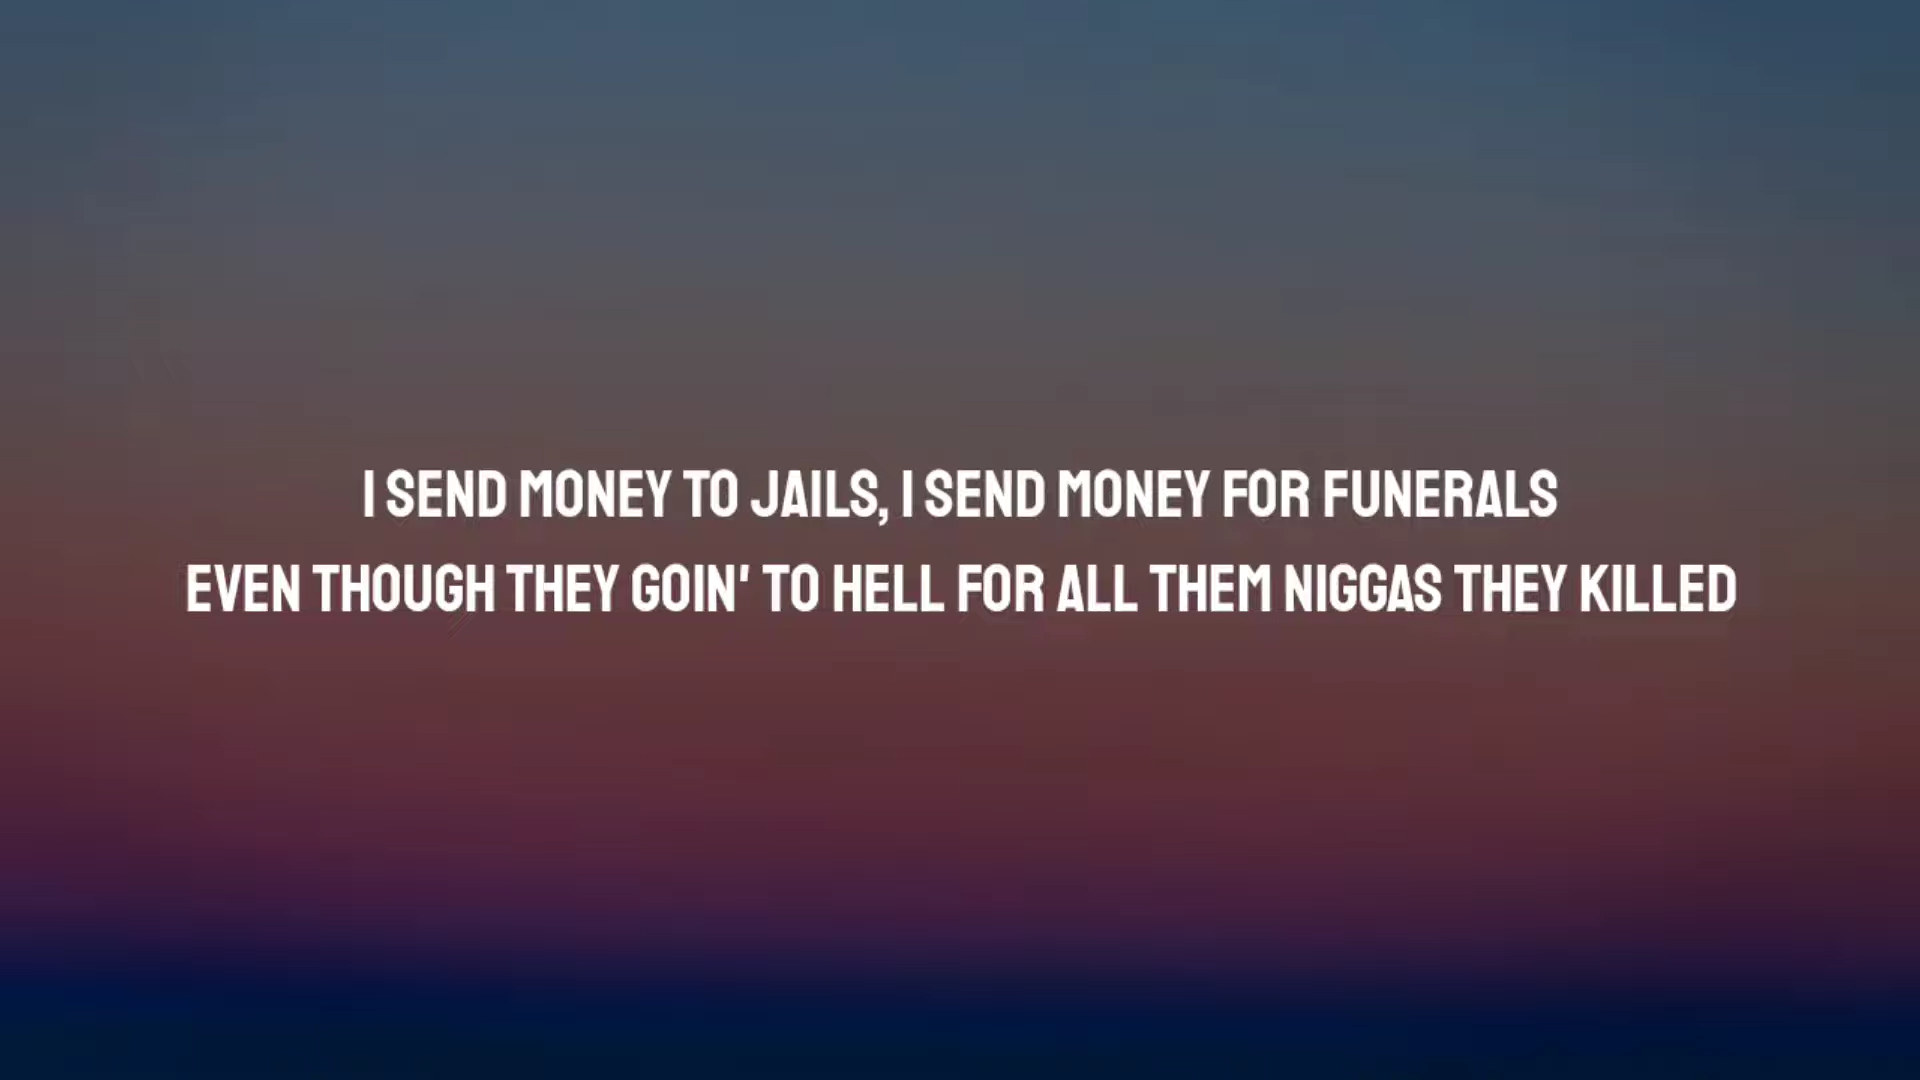 I SEND MONEY TO JAILS, I SEND MONEY FOR FUNERALS
EVEN THOUGH THEY GOIN' TO HELL FOR ALL THEM NIGGAS THEY KILLED